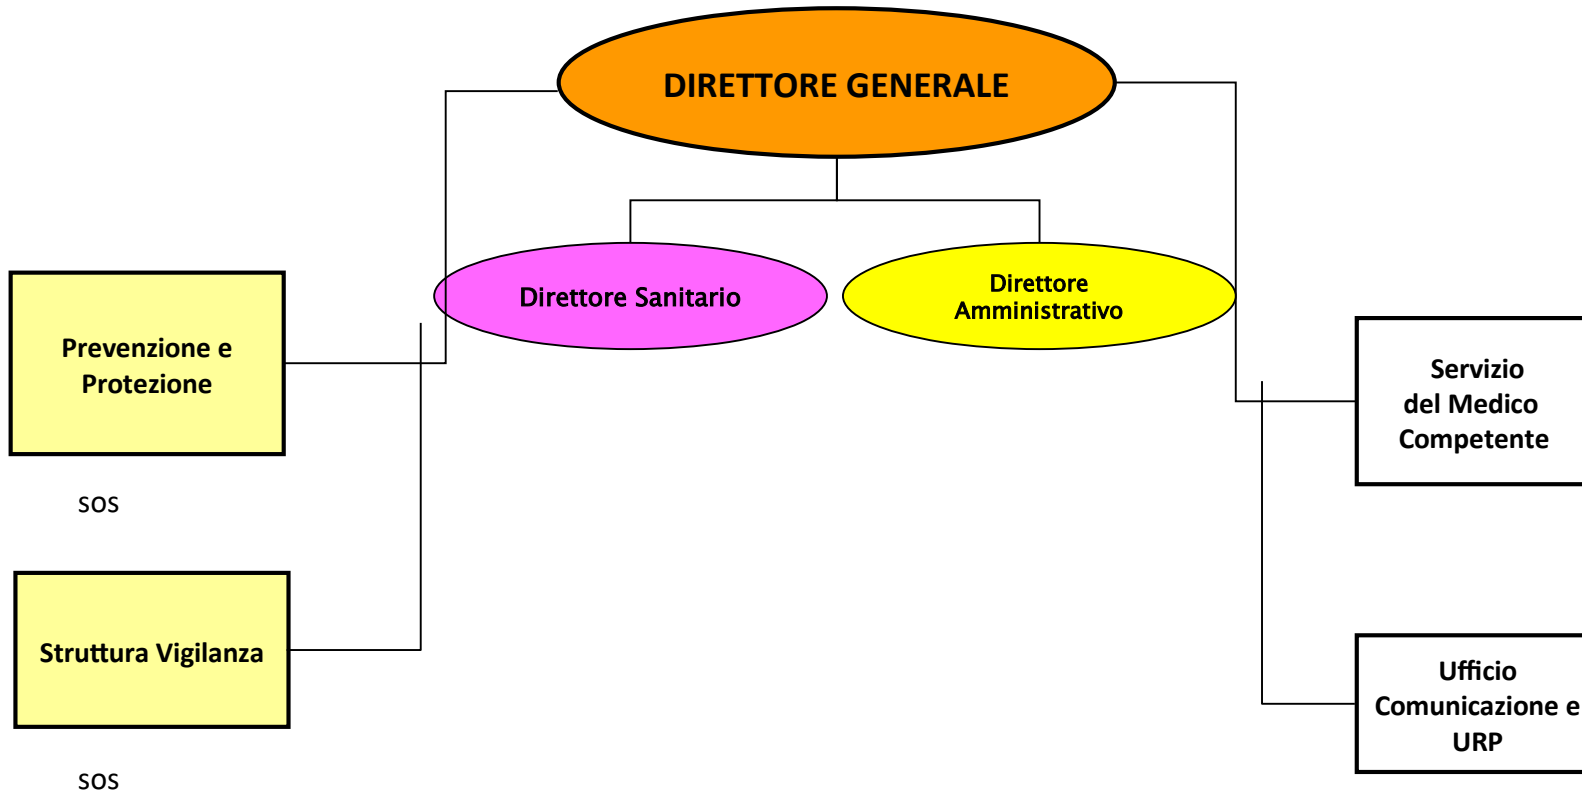 DIRETTORE GENERALE
Direttore Sanitario
Direttore
Amministrativo
Prevenzione e
Protezione
SOS
Servizio
del Medico
Competente
Struttura Vigilanza
SOS
Ufficio
Comunicazione e
URP